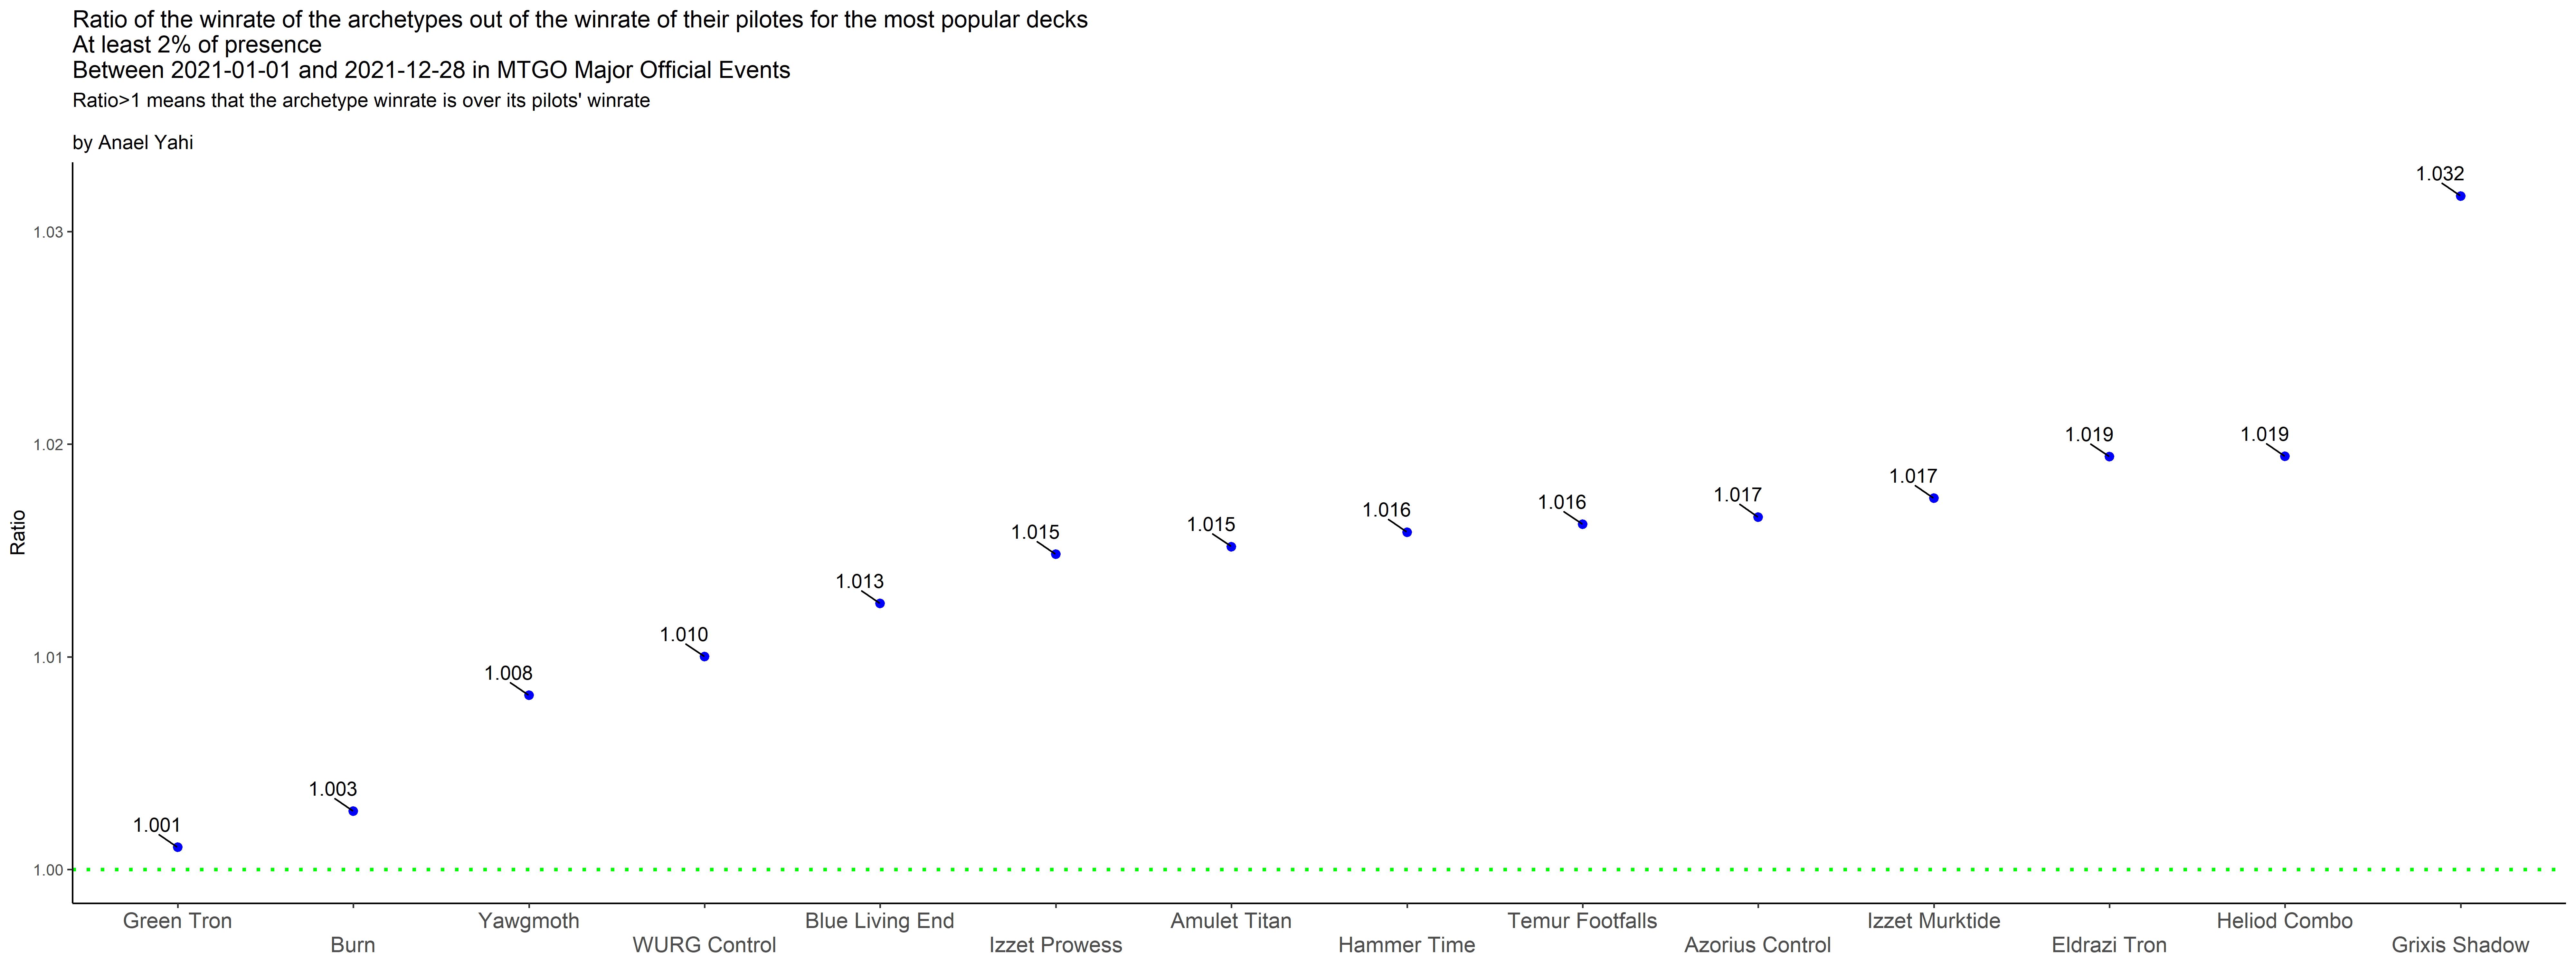 Ratio of the winrate of the archetypes out of the winrate of their pilotes for the most popular decks
At least 2% of presence
Between 2021-01-01 and 2021-12-28 in MTGO Major Official Events
Ratio>1 means that the archetype winrate is over its pilots' winrate
by Anael Yahi
Ratio
1.03
1.02
1.01
1.00
1.001
1.003
1.008
1.010
1.013
1.015
1.015
1.016
1.016
1.017
1.017
1.019
1.019
1.032
Green Tron
Burn
Yawgmoth
WURG Control
Blue Living End
Izzet Prowess
Amulet Titan
Hammer Time
Temur Footfalls
Azorius Control
Izzet Murktide
Eldrazi Tron
Heliod Combo
Grixis Shadow